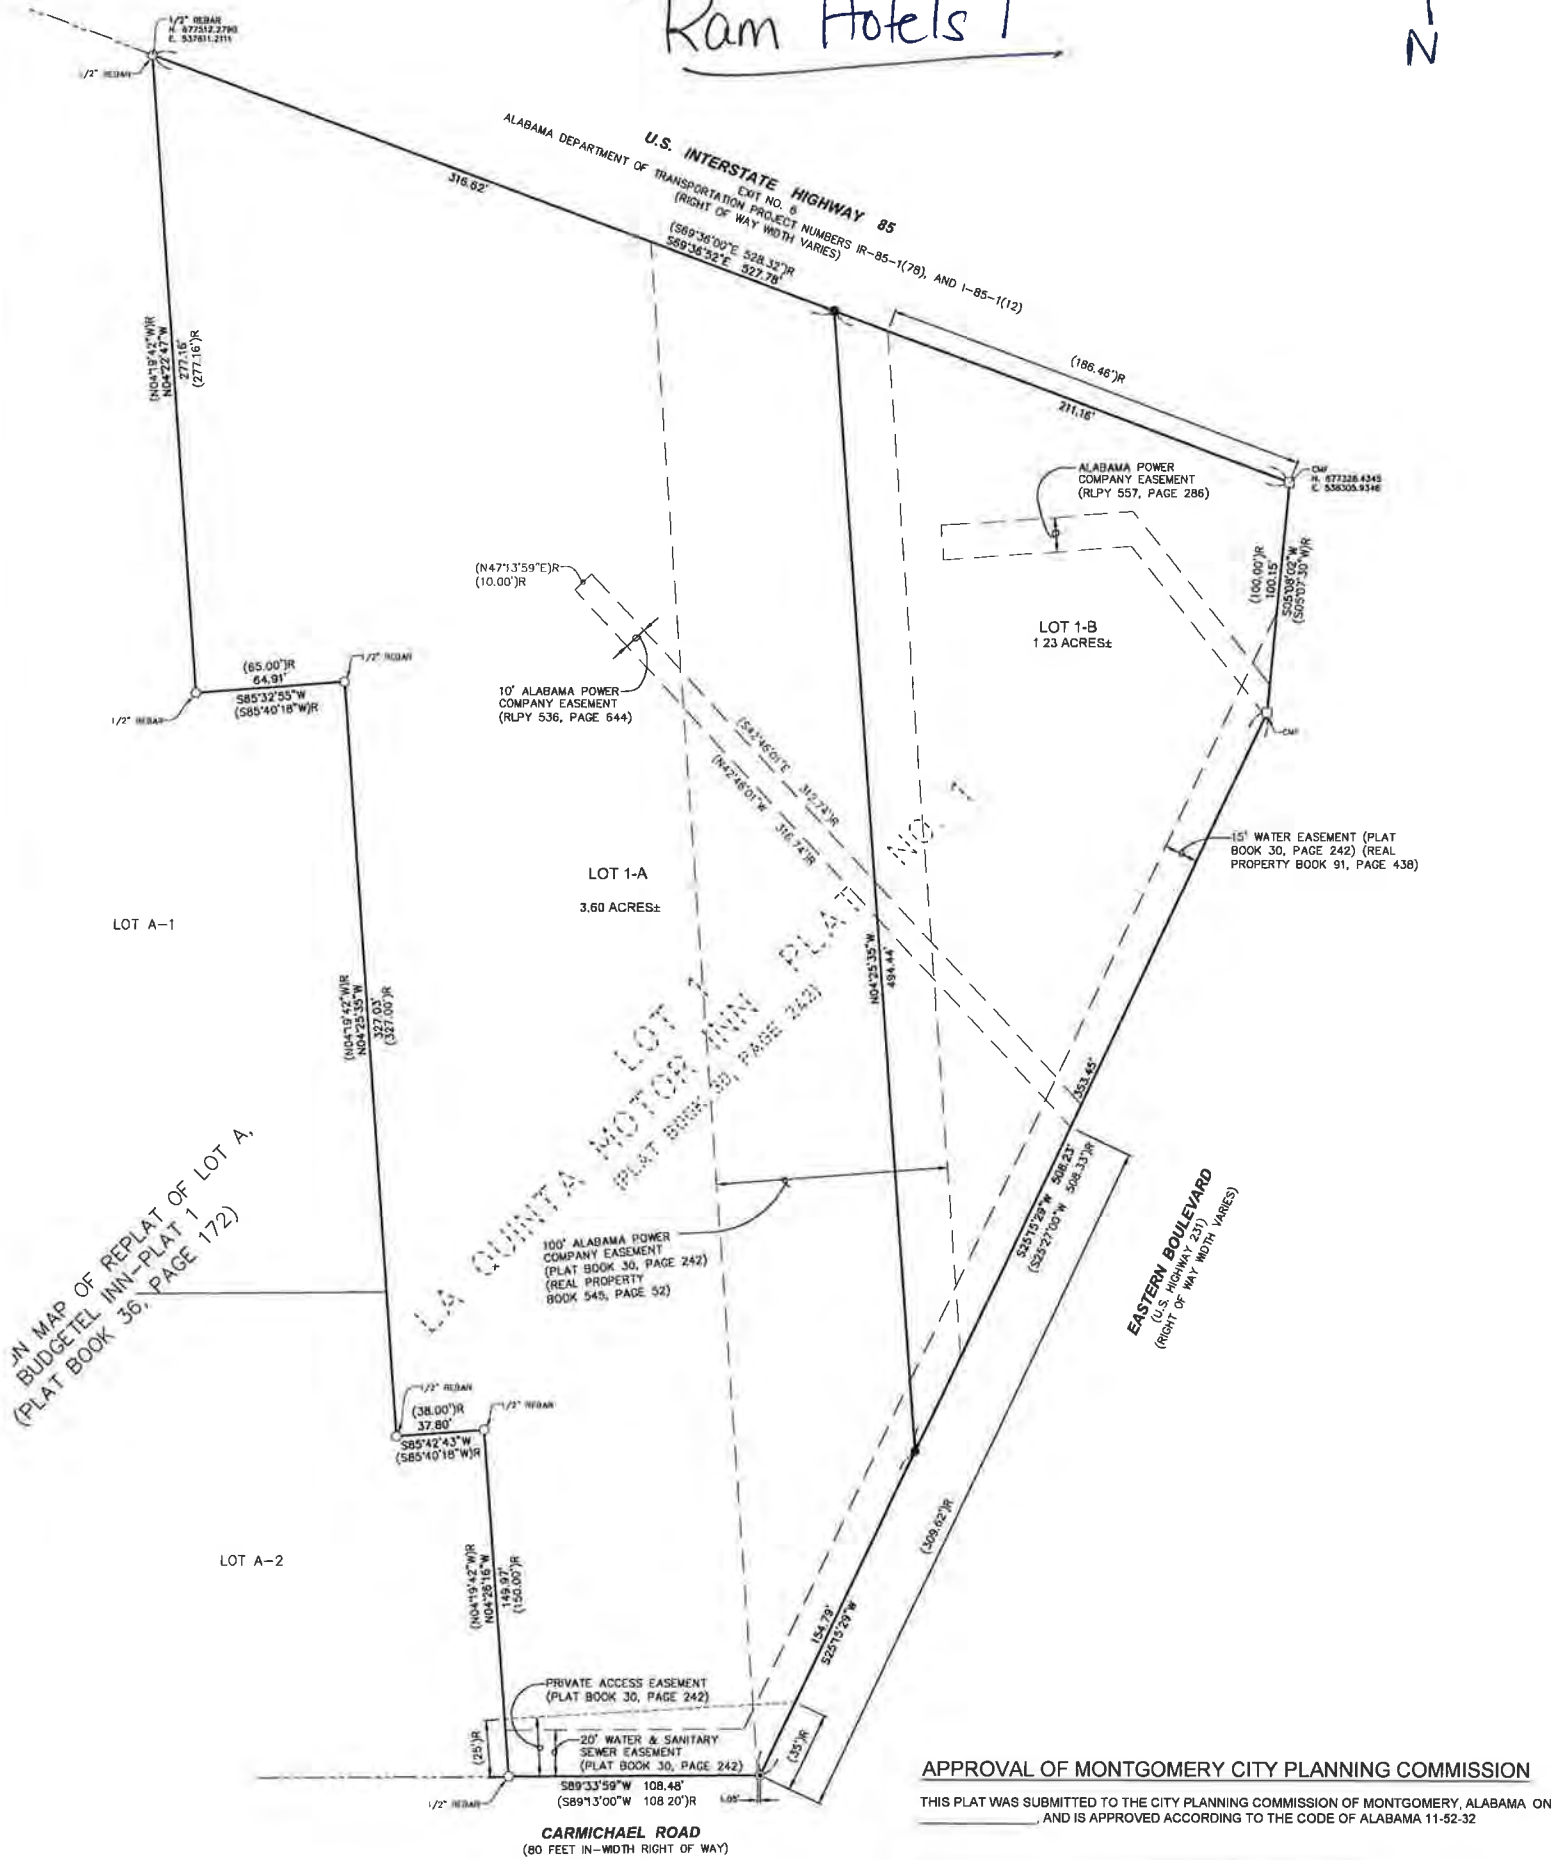 Ram Hotels 1
N
1/2" REBAR
N. 677512.2790
E. 537811.2111
1/2" REBAR
316.62'
U.S. INTERSTATE HIGHWAY 85
EXIT NO. 6
ALABAMA DEPARTMENT OF TRANSPORTATION PROJECT NUMBERS IR-85-1(78), AND I-85-1(12)
(RIGHT OF WAY WIDTH VARIES)
(S69°36'00"E 528.32')R
S69°36'52"E 527.78'
(186.46')R
211.16'
CMF
N. 677328.4345
E. 538305.9346
(N04°19'42"W)R
N04°22'47"W
277.16'
(277.16')R
ALABAMA POWER
COMPANY EASEMENT
(RLPY 557, PAGE 286)
(100.00')R
100.15'
S05°08'02"W
(S05°07'30"W)R
(N47°13'59"E)R
(10.00')R
LOT 1-B
1 23 ACRES±
(65.00')R
64.91'
S85°32'55"W
(S85°40'18"W)R
1/2" REBAR
1/2" REBAR
10' ALABAMA POWER
COMPANY EASEMENT
(RLPY 536, PAGE 644)
(S42°46'01"E 312.74')R
(N42°46'01"W 316.74')R
CMF
15' WATER EASEMENT (PLAT
BOOK 30, PAGE 242) (REAL
PROPERTY BOOK 91, PAGE 438)
LOT 1-A
3.60 ACRES±
LOT A-1
N04°25'35"W
494.44'
(N04°19'42"W)R
N04°25'35"W
327.03'
(327.00')R
LOT 1
LA QUINTA MOTOR INN PLAT NO. 1
(PLAT BOOK 30, PAGE 242)
353.45'
S25°15'29"W 508.23'
(S25°27'00"W 508.33')R
EASTERN BOULEVARD
(U.S. HIGHWAY 231)
(RIGHT OF WAY WIDTH VARIES)
100' ALABAMA POWER
COMPANY EASEMENT
(PLAT BOOK 30, PAGE 242)
(REAL PROPERTY
BOOK 545, PAGE 52)
MAP OF REPLAT OF LOT A,
BUDGETEL INN-PLAT 1
(PLAT BOOK 36, PAGE 172)
1/2" REBAR
(38.00')R
37.80'
S85°42'43"W
(S85°40'18"W)R
1/2" REBAR
(309.62')R
LOT A-2
(N04°19'42"W)R
N04°26'16"W
149.97'
(150.00')R
154.79'
S25°15'29"W
PRIVATE ACCESS EASEMENT
(PLAT BOOK 30, PAGE 242)
(25')R
20' WATER & SANITARY
SEWER EASEMENT
(PLAT BOOK 30, PAGE 242)
(35')R
S89°33'59"W 108.48'
(S89°13'00"W 108 20')R
1/2" REBAR
CARMICHAEL ROAD
(80 FEET IN-WIDTH RIGHT OF WAY)
APPROVAL OF MONTGOMERY CITY PLANNING COMMISSION
THIS PLAT WAS SUBMITTED TO THE CITY PLANNING COMMISSION OF MONTGOMERY, ALABAMA ON
____________, AND IS APPROVED ACCORDING TO THE CODE OF ALABAMA 11-52-32